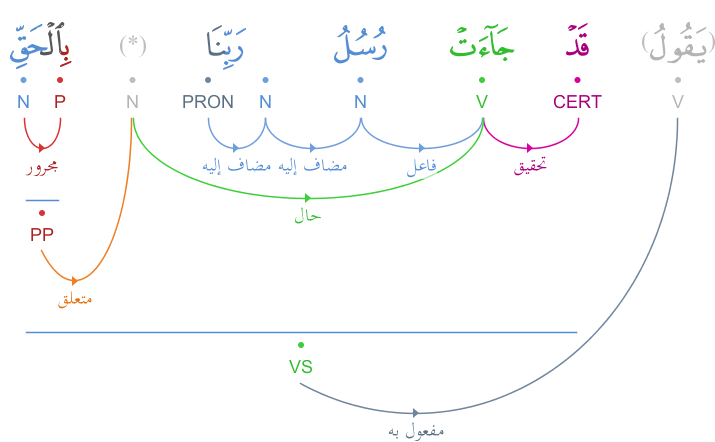 (يَقُولُ) قَدۡ جَآءَتۡ رُسُلُ رَبِّنَا (*) بِٱلۡحَقِّ
V CERT V N N PRON N P N
تحقيق فاعل مضاف إليه مضاف إليه مجرور
حال
PP
متعلق
VS
مفعول به